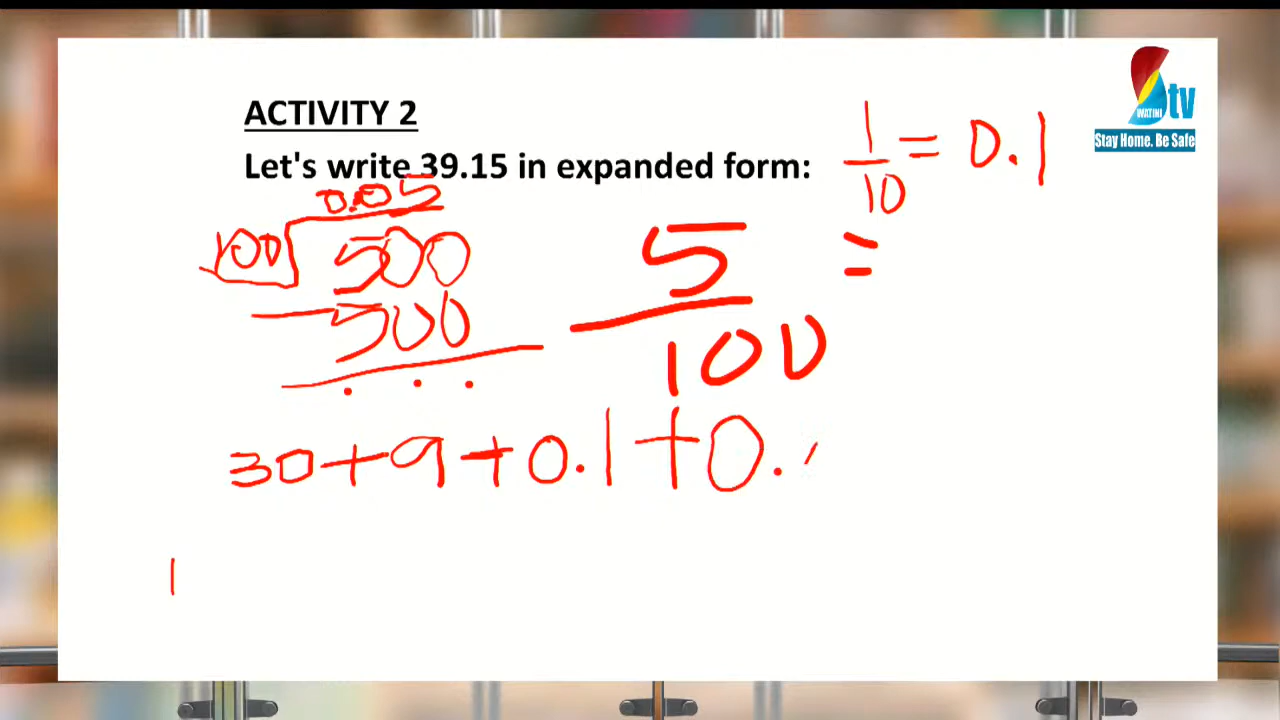 ACTIVITY 2
Let's write 39.15 in expanded form:
tv
Stay Home. Be Safe
1/10 = 0.1
0.05
100 500
500
5/100 =
30+9+0.1+0.
1